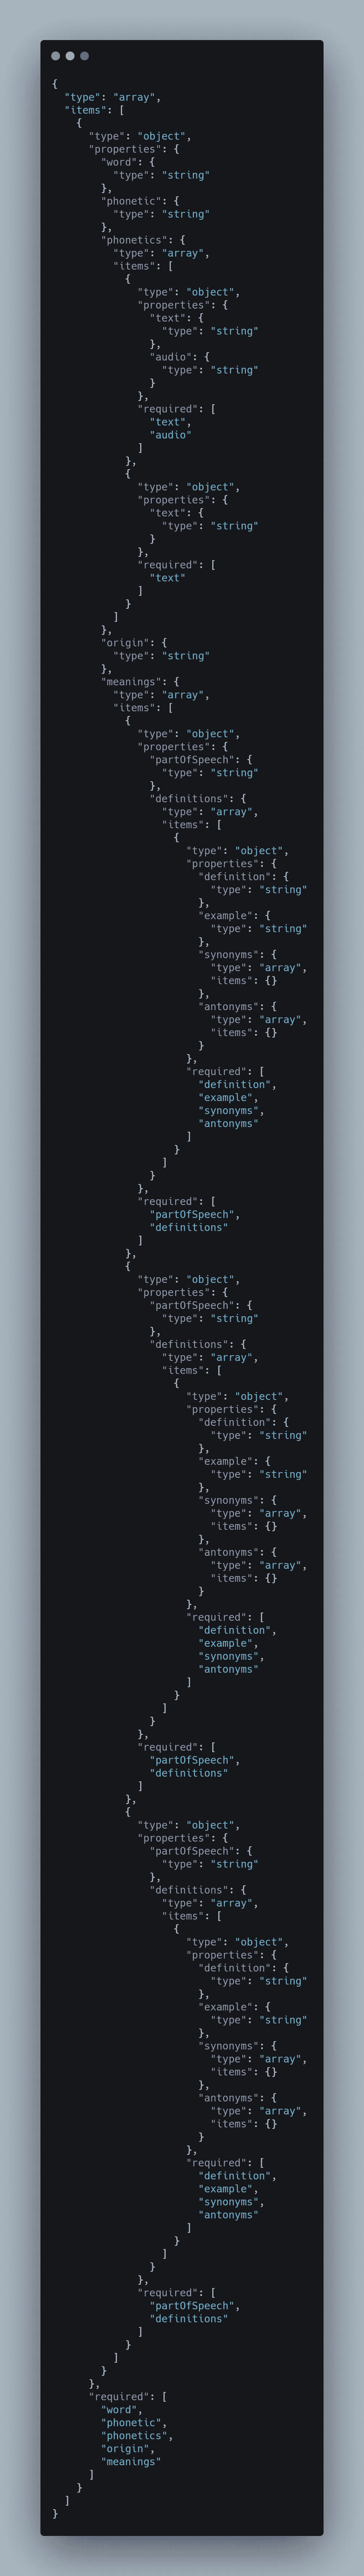 {
  "type": "array",
  "items": [
    {
      "type": "object",
      "properties": {
        "word": {
          "type": "string"
        },
        "phonetic": {
          "type": "string"
        },
        "phonetics": {
          "type": "array",
          "items": [
            {
              "type": "object",
              "properties": {
                "text": {
                  "type": "string"
                },
                "audio": {
                  "type": "string"
                }
              },
              "required": [
                "text",
                "audio"
              ]
            },
            {
              "type": "object",
              "properties": {
                "text": {
                  "type": "string"
                }
              },
              "required": [
                "text"
              ]
            }
          ]
        },
        "origin": {
          "type": "string"
        },
        "meanings": {
          "type": "array",
          "items": [
            {
              "type": "object",
              "properties": {
                "partOfSpeech": {
                  "type": "string"
                },
                "definitions": {
                  "type": "array",
                  "items": [
                    {
                      "type": "object",
                      "properties": {
                        "definition": {
                          "type": "string"
                        },
                        "example": {
                          "type": "string"
                        },
                        "synonyms": {
                          "type": "array",
                          "items": {}
                        },
                        "antonyms": {
                          "type": "array",
                          "items": {}
                        }
                      },
                      "required": [
                        "definition",
                        "example",
                        "synonyms",
                        "antonyms"
                      ]
                    }
                  ]
                }
              },
              "required": [
                "partOfSpeech",
                "definitions"
              ]
            },
            {
              "type": "object",
              "properties": {
                "partOfSpeech": {
                  "type": "string"
                },
                "definitions": {
                  "type": "array",
                  "items": [
                    {
                      "type": "object",
                      "properties": {
                        "definition": {
                          "type": "string"
                        },
                        "example": {
                          "type": "string"
                        },
                        "synonyms": {
                          "type": "array",
                          "items": {}
                        },
                        "antonyms": {
                          "type": "array",
                          "items": {}
                        }
                      },
                      "required": [
                        "definition",
                        "example",
                        "synonyms",
                        "antonyms"
                      ]
                    }
                  ]
                }
              },
              "required": [
                "partOfSpeech",
                "definitions"
              ]
            },
            {
              "type": "object",
              "properties": {
                "partOfSpeech": {
                  "type": "string"
                },
                "definitions": {
                  "type": "array",
                  "items": [
                    {
                      "type": "object",
                      "properties": {
                        "definition": {
                          "type": "string"
                        },
                        "example": {
                          "type": "string"
                        },
                        "synonyms": {
                          "type": "array",
                          "items": {}
                        },
                        "antonyms": {
                          "type": "array",
                          "items": {}
                        }
                      },
                      "required": [
                        "definition",
                        "example",
                        "synonyms",
                        "antonyms"
                      ]
                    }
                  ]
                }
              },
              "required": [
                "partOfSpeech",
                "definitions"
              ]
            }
          ]
        }
      },
      "required": [
        "word",
        "phonetic",
        "phonetics",
        "origin",
        "meanings"
      ]
    }
  ]
}